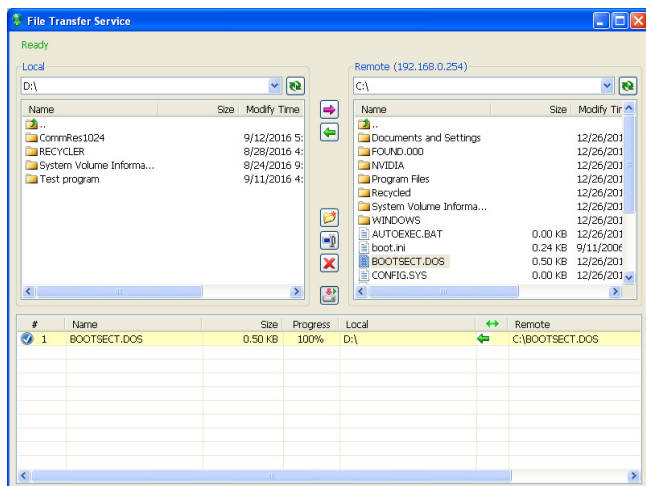 File Transfer Service
Ready
Local
D:\
Name Size Modify Time
..
CommRes1024 9/12/2016 5:
RECYCLER 8/28/2016 4:
System Volume Informa... 8/24/2016 9:
Test program 9/11/2016 4:
Remote (192.168.0.254)
C:\
Name Size Modify Tir
..
Documents and Settings 12/26/201
FOUND.000 12/26/201
NVIDIA 12/26/201
Program Files 12/26/201
Recycled 12/26/201
System Volume Informa... 12/26/201
WINDOWS 12/26/201
AUTOEXEC.BAT 0.00 KB 12/26/201
boot.ini 0.24 KB 9/11/2006
BOOTSECT.DOS 0.50 KB 12/26/201
CONFIG.SYS 0.00 KB 12/26/201
# Name Size Progress Local Remote
1 BOOTSECT.DOS 0.50 KB 100% D:\ C:\BOOTSECT.DOS